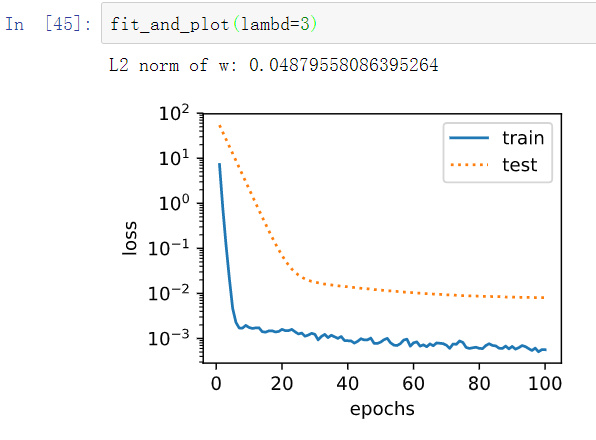 In [45]: fit_and_plot(lambd=3)
L2 norm of w: 0.04879558086395264
10²
10¹
10⁰
10⁻¹
10⁻²
10⁻³
loss
train
test
0 20 40 60 80 100
epochs